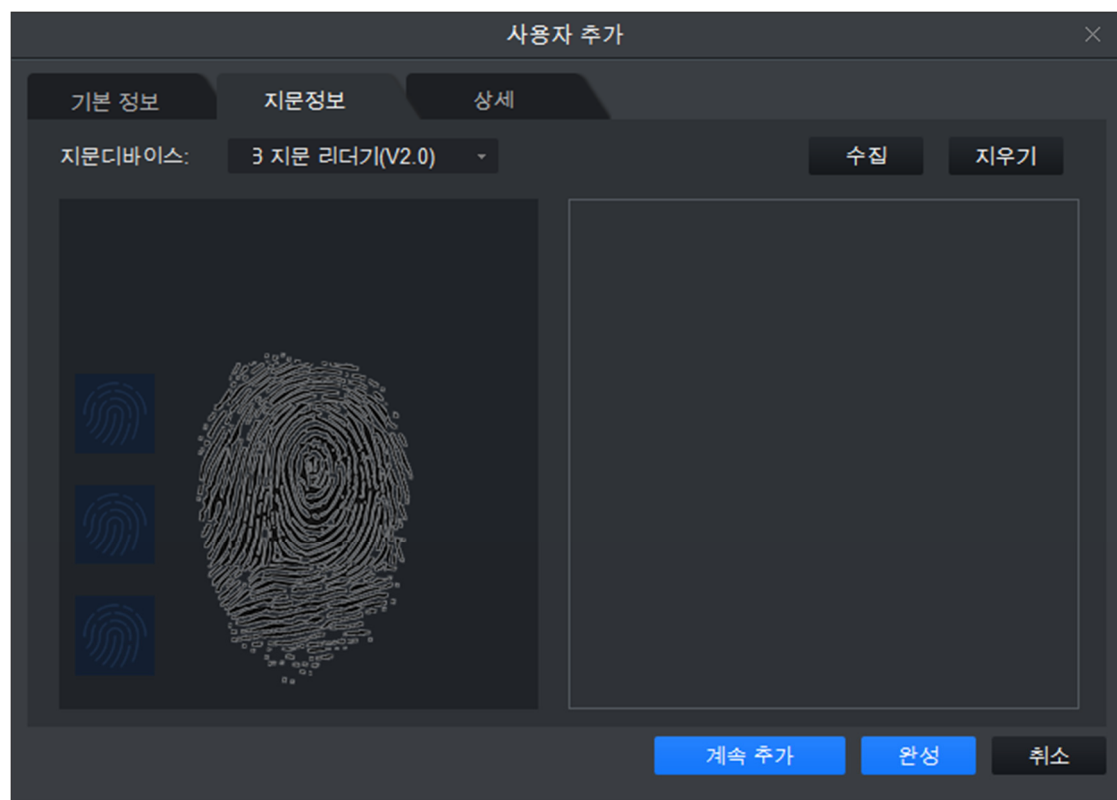 사용자 추가
기본 정보 지문정보 상세
지문디바이스: 3 지문 리더기(V2.0) 수집 지우기
계속 추가 완성 취소